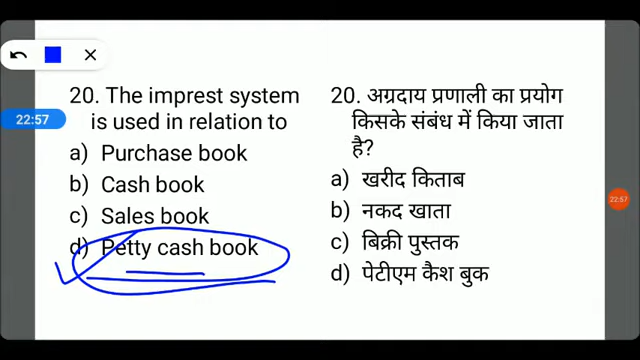 22:57
20. The imprest system
is used in relation to
a) Purchase book
b) Cash book
c) Sales book
d) Petty cash book
20. अग्रदाय प्रणाली का प्रयोग
किसके संबंध में किया जाता
है?
a) खरीद किताब
b) नकद खाता
c) बिक्री पुस्तक
d) पेटीएम कैश बुक
22:57